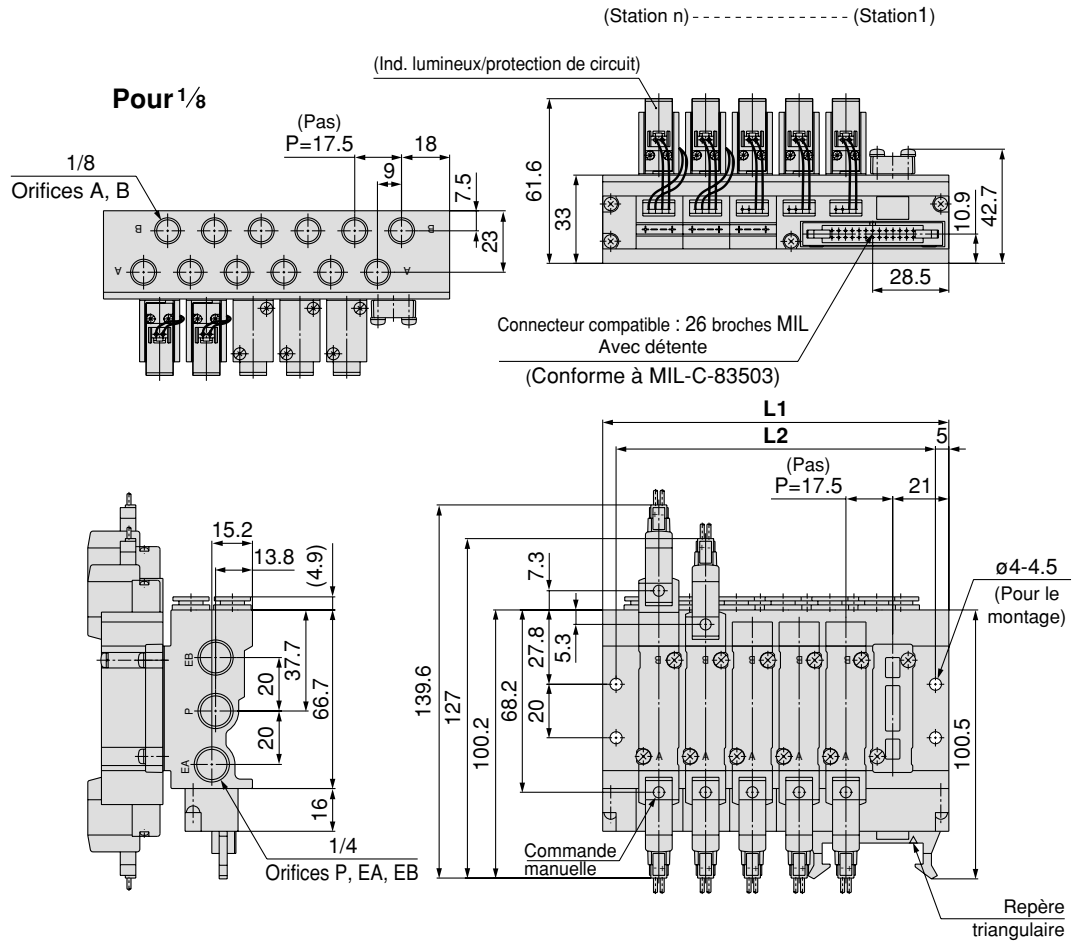 (Station n) (Station1)
(Ind. lumineux/protection de circuit)
Pour 1/8
(Pas)
P=17.5
18
9
7.5
23
1/8
Orifices A, B
B
B
A
A
61.6
33
10.9
42.7
28.5
Connecteur compatible : 26 broches MIL
Avec détente
(Conforme à MIL-C-83503)
L1
L2
5
(Pas)
P=17.5
21
15.2
13.8
(4.9)
37.7
66.7
20
20
16
EB
P
EA
1/4
Orifices P, EA, EB
139.6
127
100.2
68.2
7.3
27.8
5.3
20
B
B
B
B
B
A
A
A
A
A
ø4-4.5
(Pour le
montage)
100.5
Commande
manuelle
Repère
triangulaire